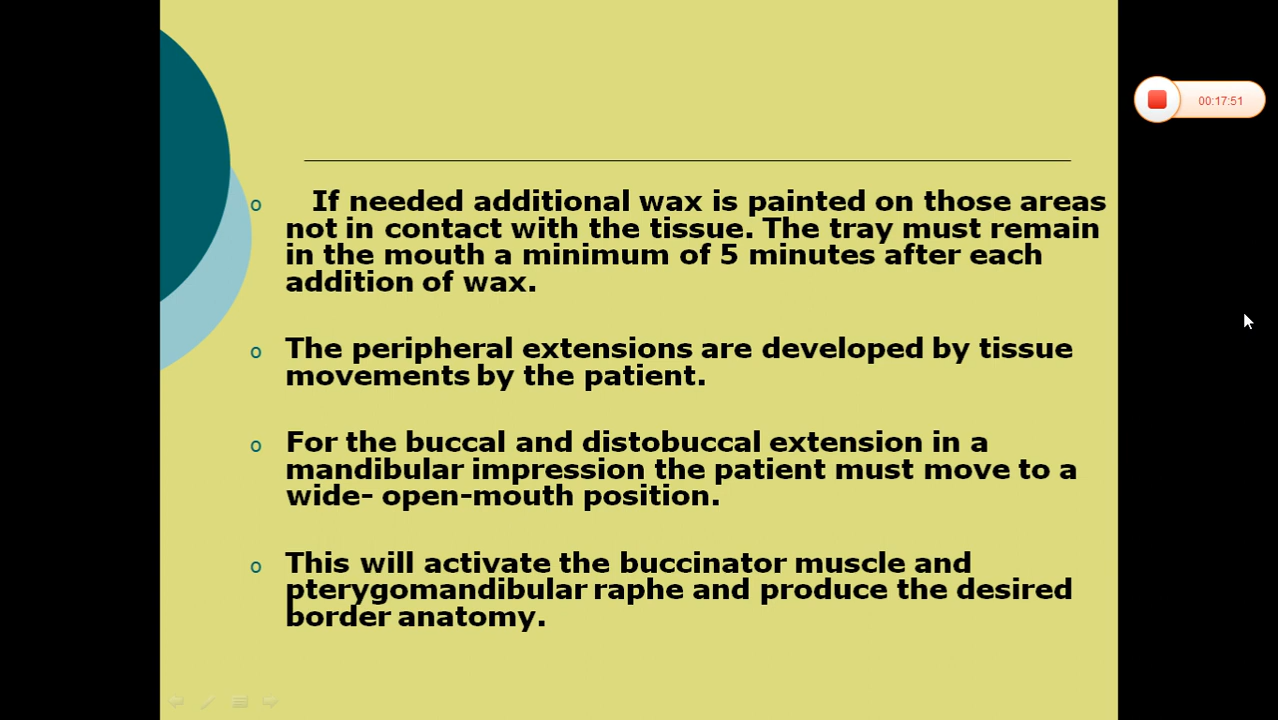 00:17:51
If needed additional wax is painted on those areas
not in contact with the tissue. The tray must remain
in the mouth a minimum of 5 minutes after each
addition of wax.
The peripheral extensions are developed by tissue
movements by the patient.
For the buccal and distobuccal extension in a
mandibular impression the patient must move to a
wide- open-mouth position.
This will activate the buccinator muscle and
pterygomandibular raphe and produce the desired
border anatomy.